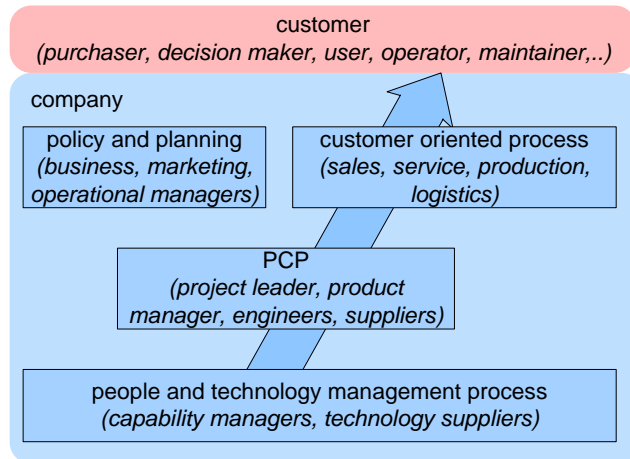 customer
(purchaser, decision maker, user, operator, maintainer,..)
company
policy and planning
(business, marketing,
operational managers)
customer oriented process
(sales, service, production,
logistics)
PCP
(project leader, product
manager, engineers, suppliers)
people and technology management process
(capability managers, technology suppliers)